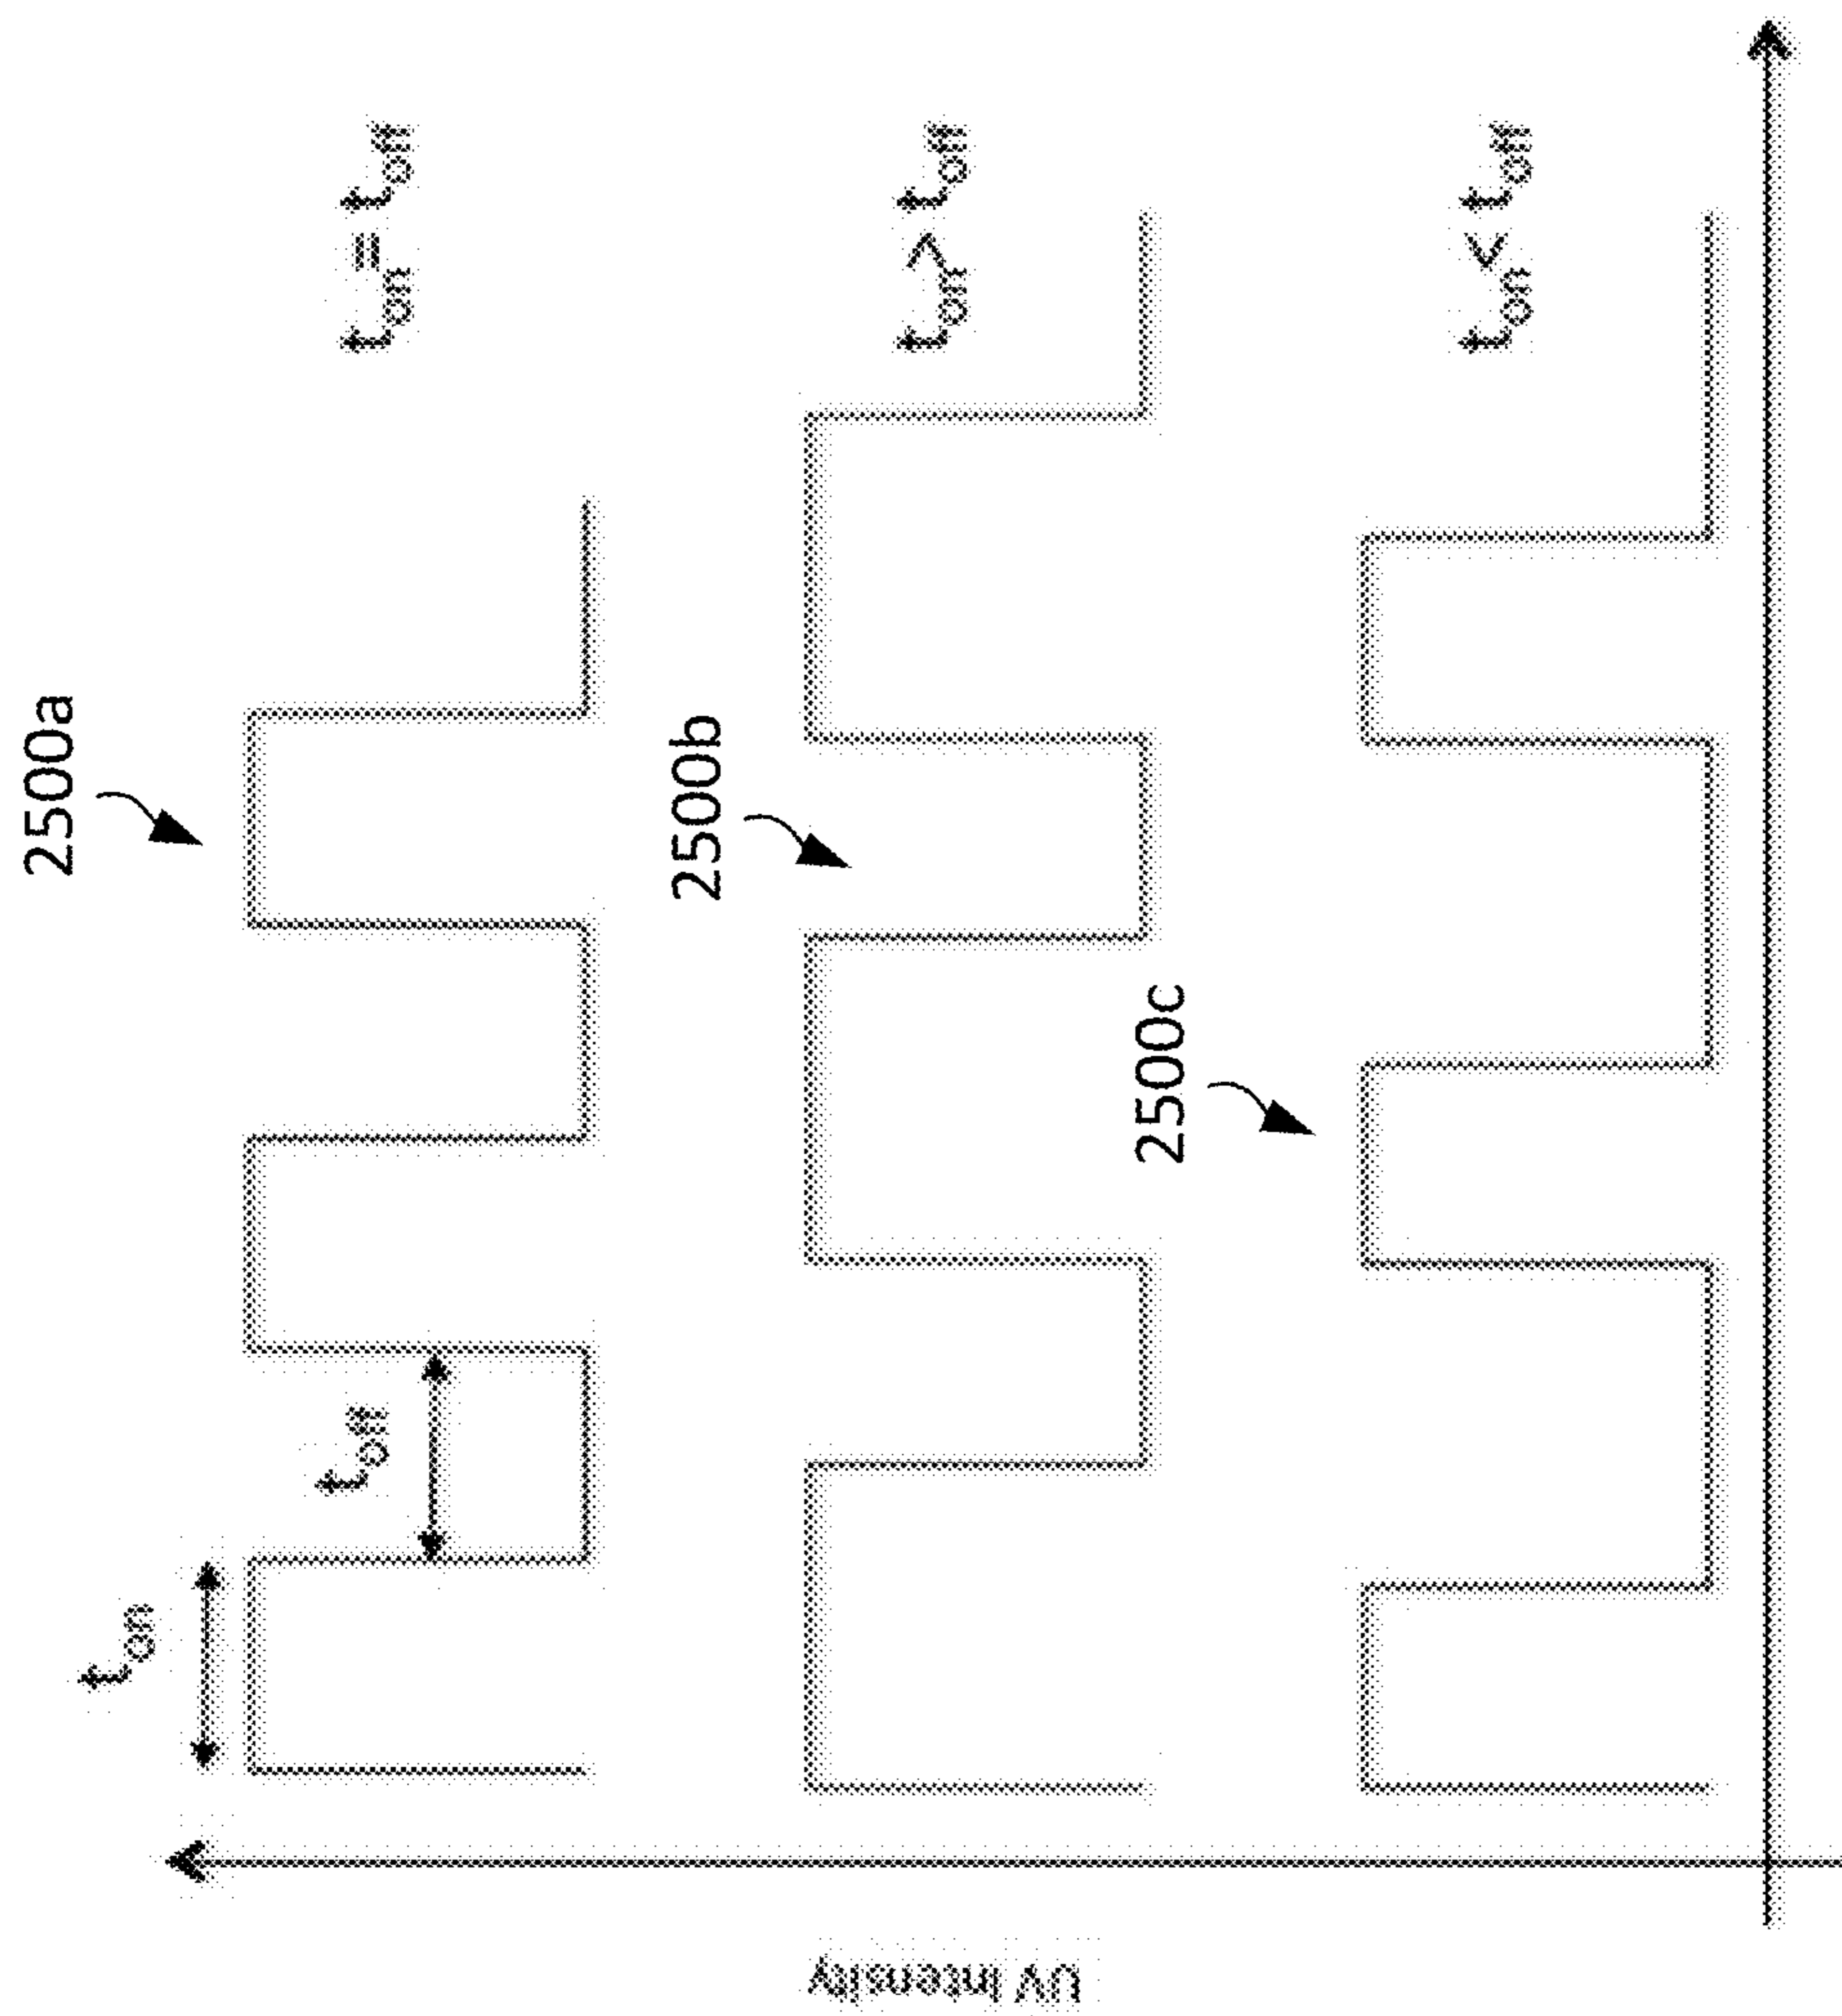 2500a
t_on
t_off
t_on = t_off
2500b
t_on > t_off
2500c
t_on < t_off
UV Intensity